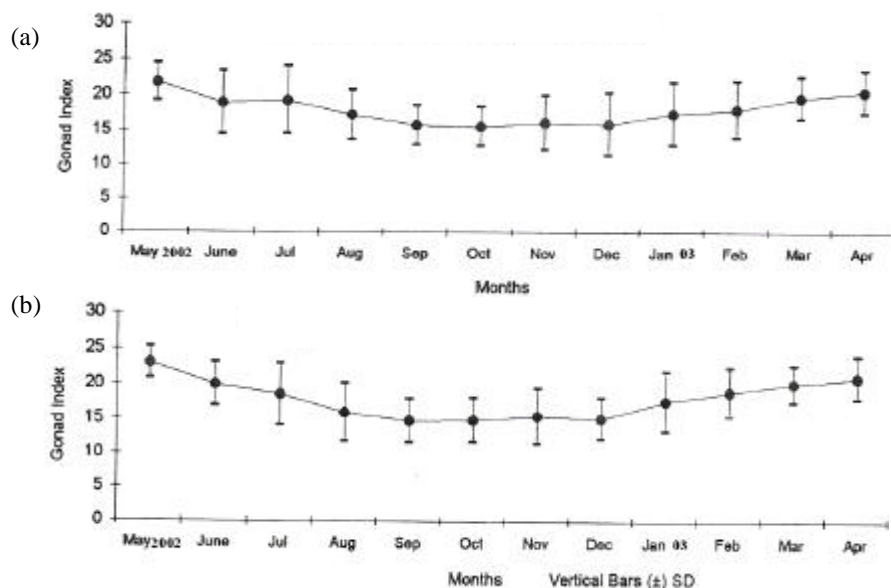 (a)
Gonad Index
30
25
20
15
10
5
0
May 2002 June Jul Aug Sep Oct Nov Dec Jan 03 Feb Mar Apr
Months
(b)
Gonad Index
30
25
20
15
10
5
0
May2002 June Jul Aug Sep Oct Nov Dec Jan 03 Feb Mar Apr
Months Vertical Bars (±) SD